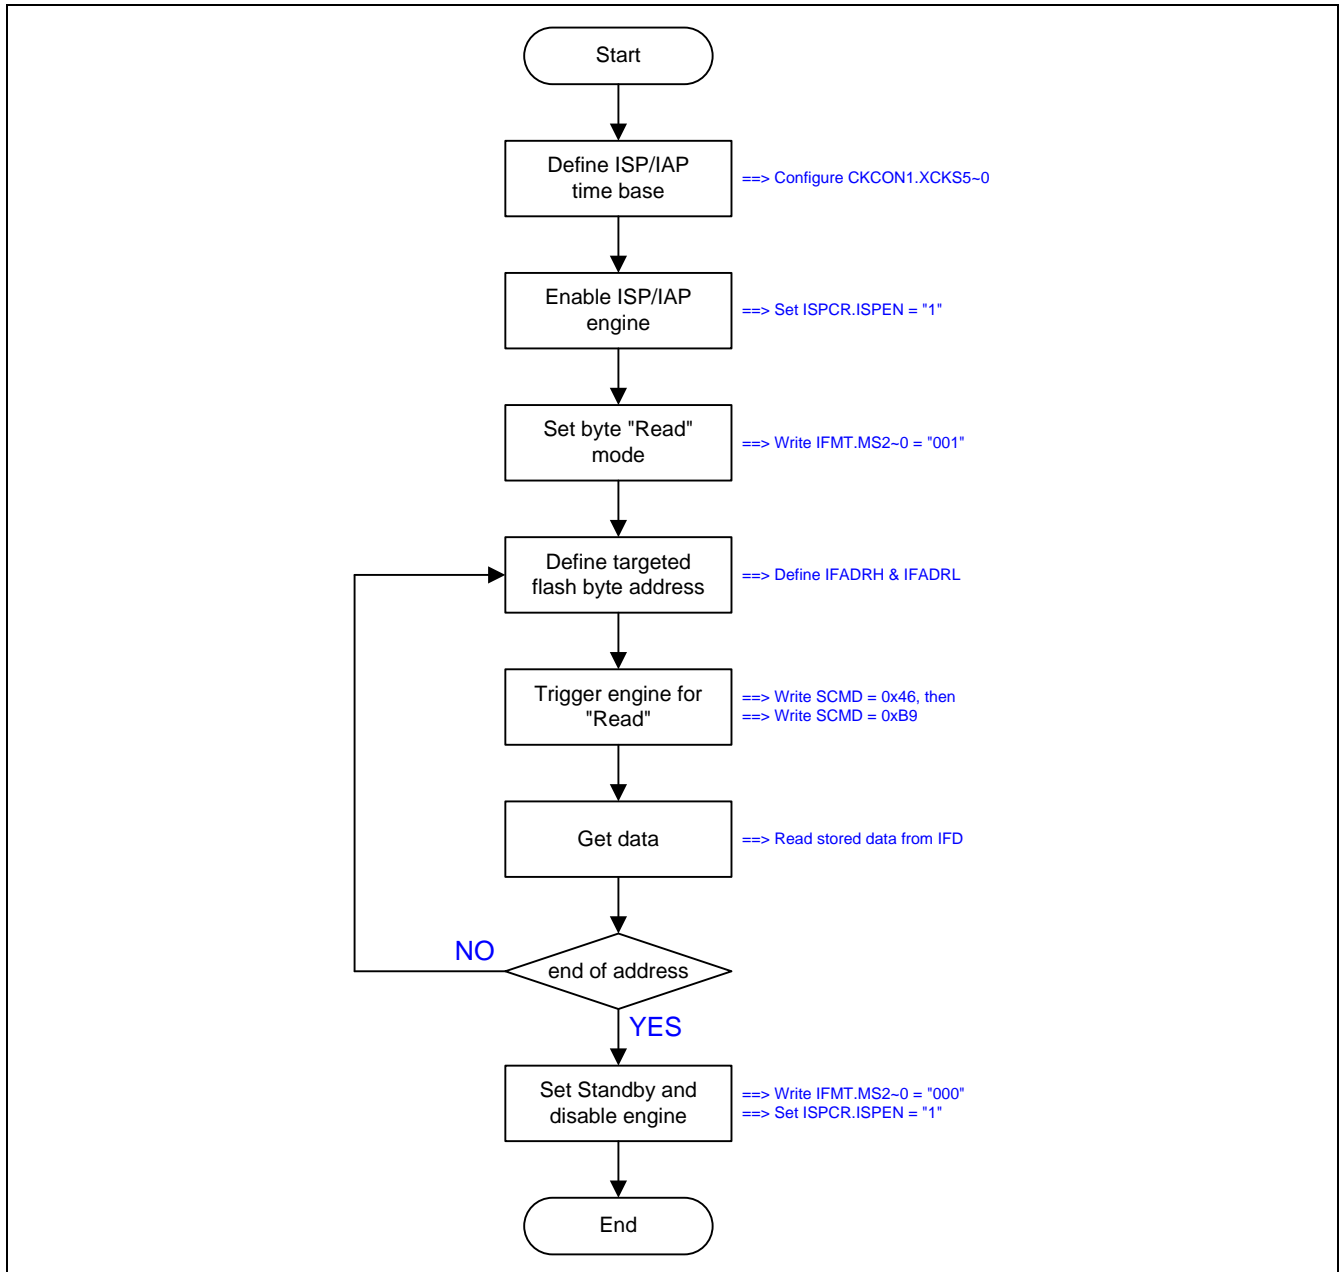 Start
Define ISP/IAP
time base
==> Configure CKCON1.XCKS5~0
Enable ISP/IAP
engine
==> Set ISPCR.ISPEN = "1"
Set byte "Read"
mode
==> Write IFMT.MS2~0 = "001"
Define targeted
flash byte address
==> Define IFADRH & IFADRL
Trigger engine for
"Read"
==> Write SCMD = 0x46, then
==> Write SCMD = 0xB9
Get data
==> Read stored data from IFD
NO
end of address
YES
Set Standby and
disable engine
==> Write IFMT.MS2~0 = "000"
==> Set ISPCR.ISPEN = "1"
End